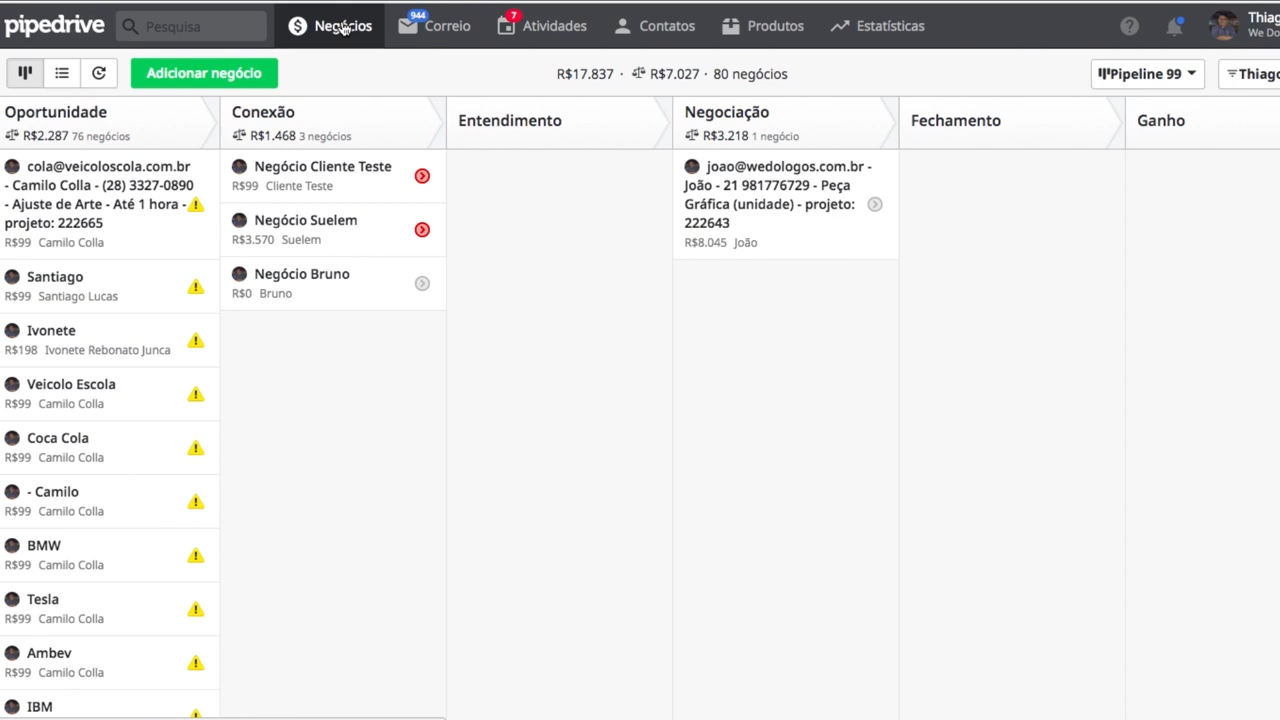 pipedrive
Pesquisa
Negócios
944
Correio
7
Atividades
Contatos
Produtos
Estatísticas
?
Thiag
We Do
Adicionar negócio
R$17.837 · R$7.027 · 80 negócios
Pipeline 99
Thiago
Oportunidade
R$2.287 76 negócios
Conexão
R$1.468 3 negócios
Entendimento
Negociação
R$3.218 1 negócio
Fechamento
Ganho
cola@veicoloscola.com.br
- Camilo Colla - (28) 3327-0890
- Ajuste de Arte - Até 1 hora -
projeto: 222665
R$99 Camilo Colla
Santiago
R$99 Santiago Lucas
Ivonete
R$198 Ivonete Rebonato Junca
Veicolo Escola
R$99 Camilo Colla
Coca Cola
R$99 Camilo Colla
- Camilo
R$99 Camilo Colla
BMW
R$99 Camilo Colla
Tesla
R$99 Camilo Colla
Ambev
R$99 Camilo Colla
IBM
Negócio Cliente Teste
R$99 Cliente Teste
Negócio Suelem
R$3.570 Suelem
Negócio Bruno
R$0 Bruno
joao@wedologos.com.br -
João - 21 981776729 - Peça
Gráfica (unidade) - projeto:
222643
R$8.045 João